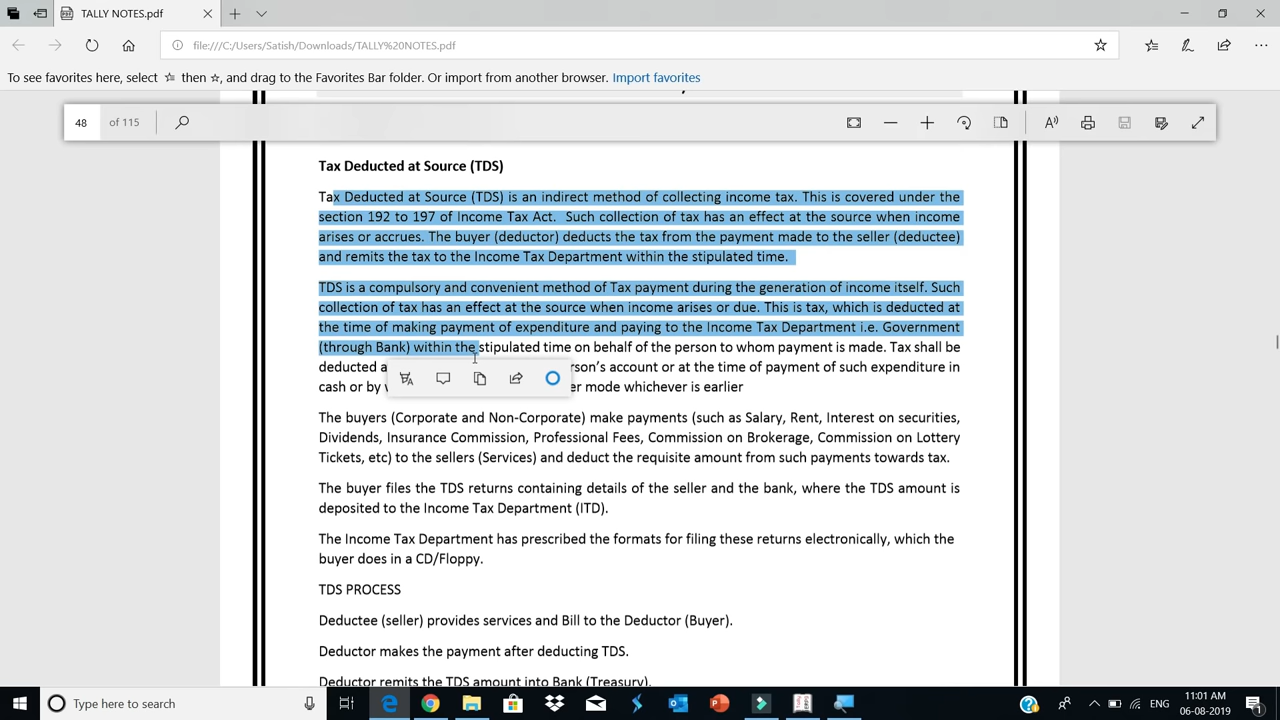 TALLY NOTES.pdf
file:///C:/Users/Satish/Downloads/TALLY%20NOTES.pdf
To see favorites here, select then , and drag to the Favorites Bar folder. Or import from another browser. Import favorites
48 of 115
Tax Deducted at Source (TDS)
Tax Deducted at Source (TDS) is an indirect method of collecting income tax. This is covered under the
section 192 to 197 of Income Tax Act. Such collection of tax has an effect at the source when income
arises or accrues. The buyer (deductor) deducts the tax from the payment made to the seller (deductee)
and remits the tax to the Income Tax Department within the stipulated time.
TDS is a compulsory and convenient method of Tax payment during the generation of income itself. Such
collection of tax has an effect at the source when income arises or due. This is tax, which is deducted at
the time of making payment of expenditure and paying to the Income Tax Department i.e. Government
(through Bank) within the stipulated time on behalf of the person to whom payment is made. Tax shall be
deducted rson's account or at the time of payment of such expenditure in
cash or by er mode whichever is earlier
The buyers (Corporate and Non-Corporate) make payments (such as Salary, Rent, Interest on securities,
Dividends, Insurance Commission, Professional Fees, Commission on Brokerage, Commission on Lottery
Tickets, etc) to the sellers (Services) and deduct the requisite amount from such payments towards tax.
The buyer files the TDS returns containing details of the seller and the bank, where the TDS amount is
deposited to the Income Tax Department (ITD).
The Income Tax Department has prescribed the formats for filing these returns electronically, which the
buyer does in a CD/Floppy.
TDS PROCESS
Deductee (seller) provides services and Bill to the Deductor (Buyer).
Deductor makes the payment after deducting TDS.
Deductor remits the TDS amount into Bank (Treasury).
Type here to search
ENG
11:01 AM
06-08-2019